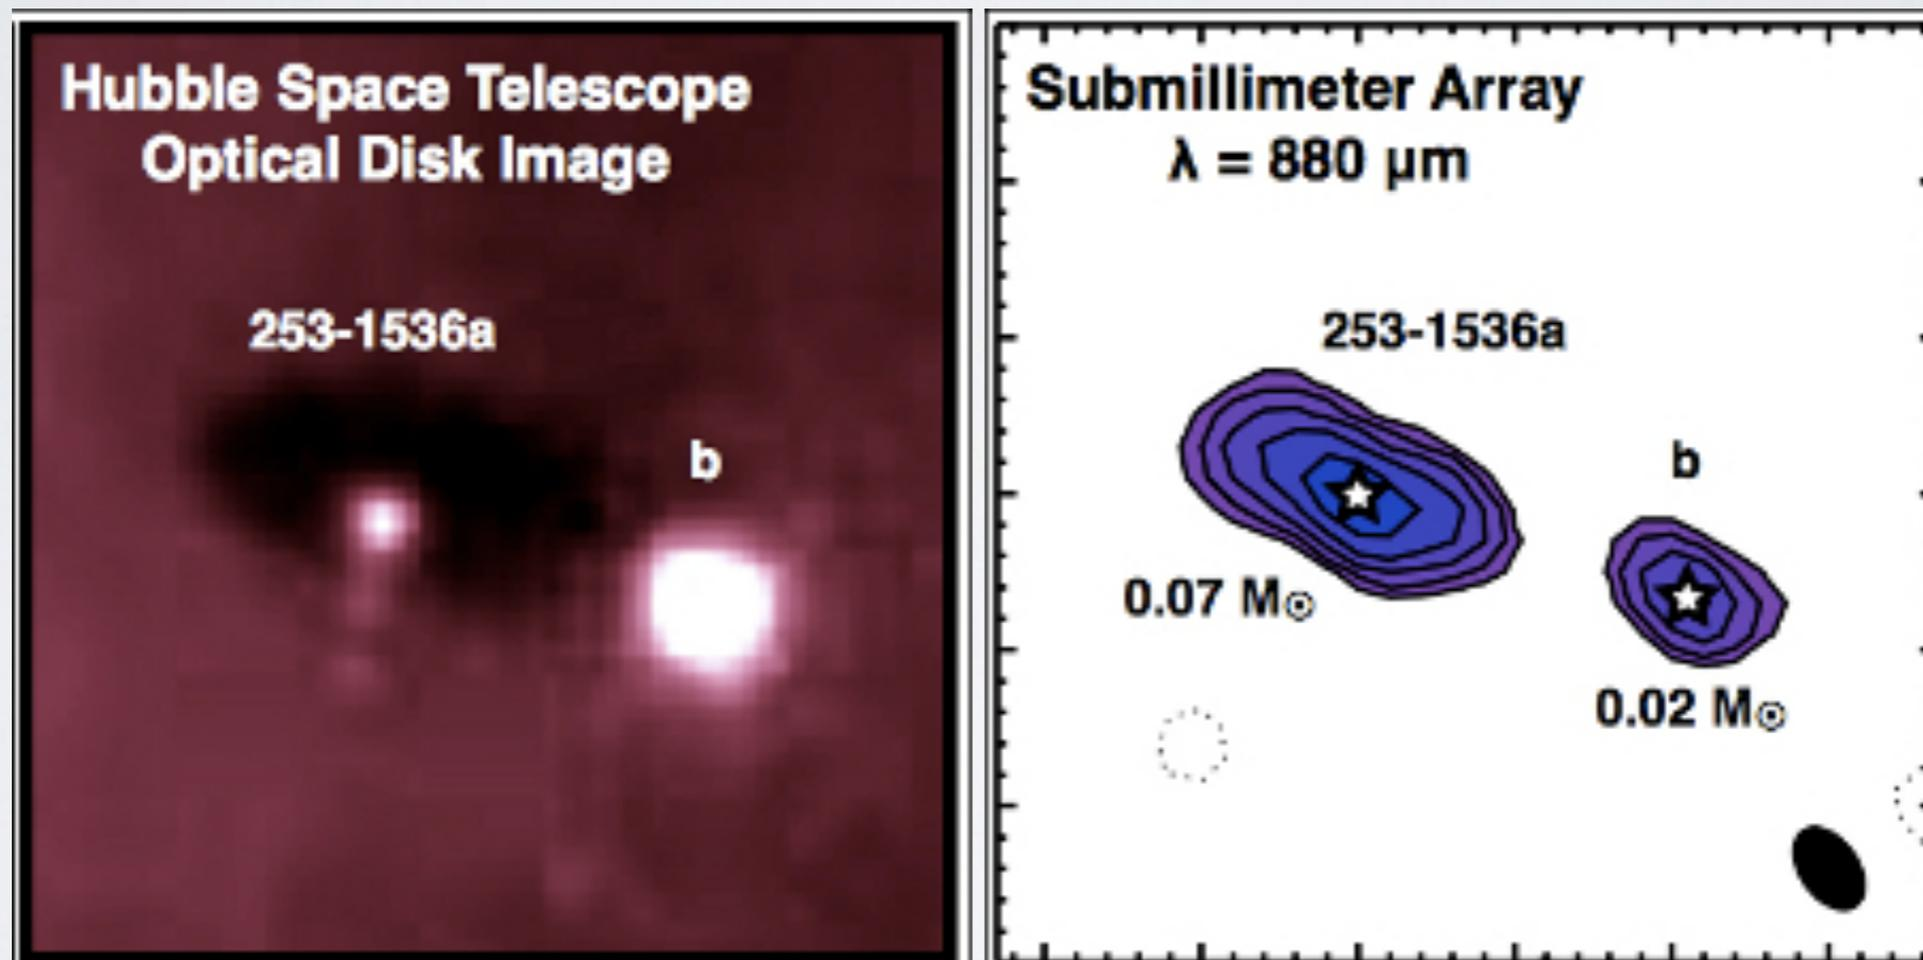 Hubble Space Telescope
Optical Disk Image
253-1536a
b
Submillimeter Array
λ = 880 μm
253-1536a
b
0.07 M☉
0.02 M☉